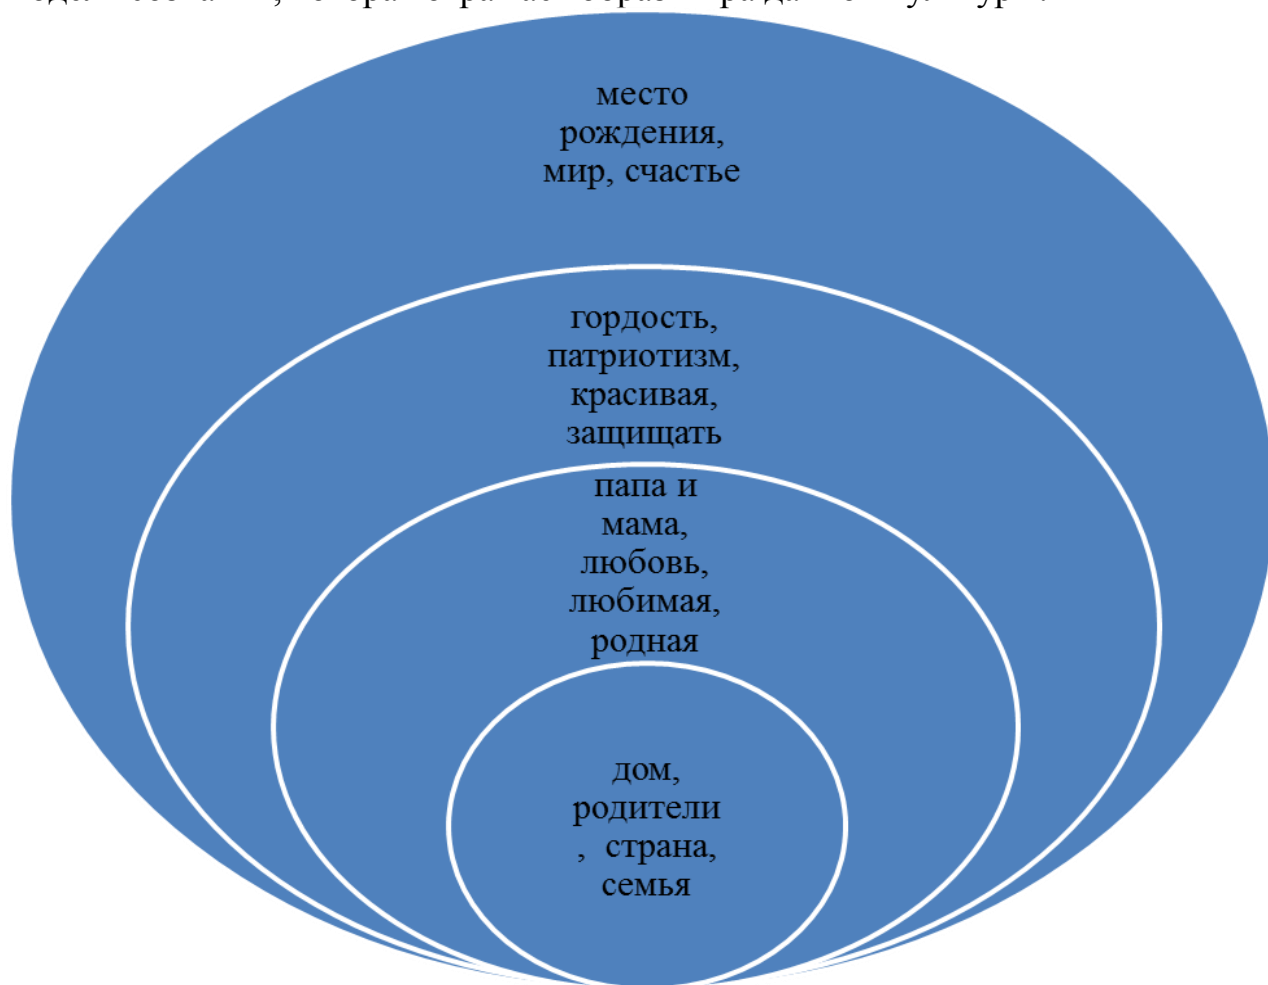 место
рождения,
мир, счастье
гордость,
патриотизм,
красивая,
защищать
папа и
мама,
любовь,
любимая,
родная
дом,
родители
, страна,
семья